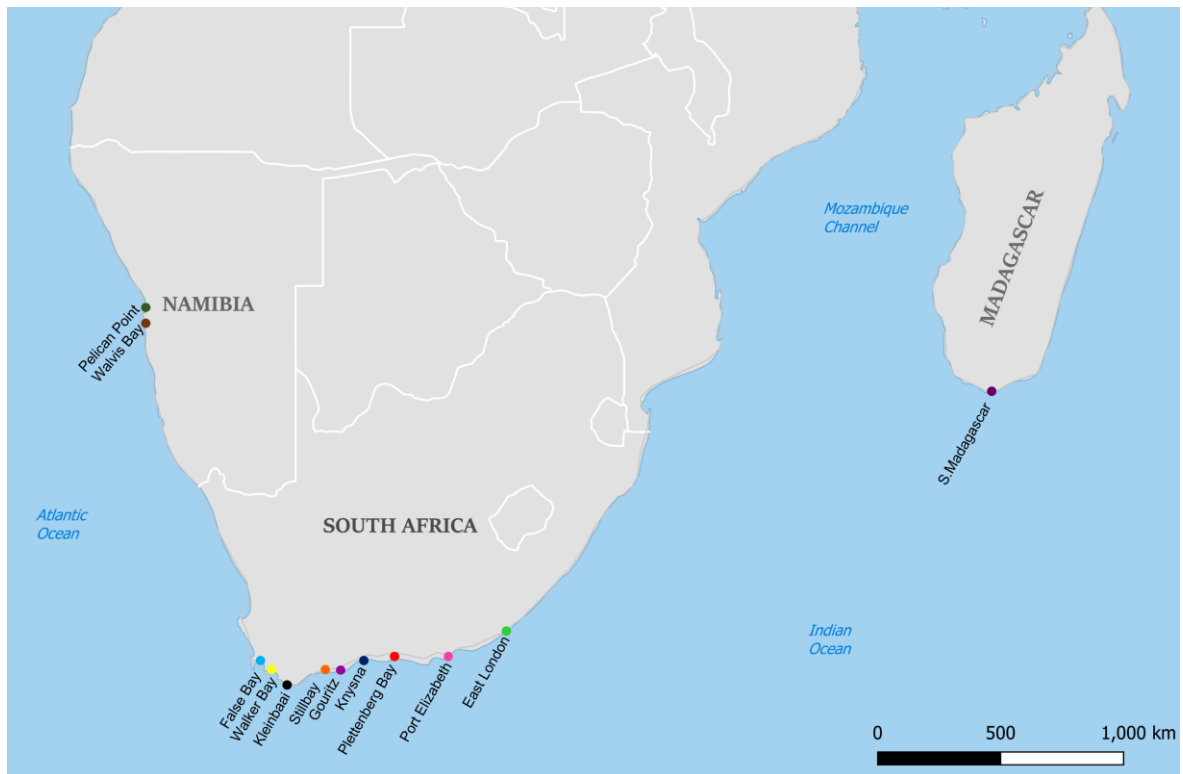 Mozambique
Channel
MADAGASCAR
NAMIBIA
Pelican Point
Walvis Bay
S.Madagascar
Atlantic
Ocean
SOUTH AFRICA
Indian
Ocean
False Bay
Walker Bay
Kleinbaai
Stillbay
Gouritz
Knysna
Plettenberg Bay
Port Elizabeth
East London
0 500 1,000 km